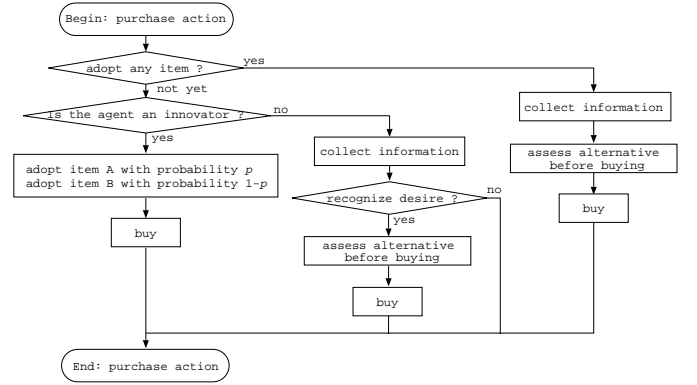 Begin: purchase action
adopt any item ?
yes
not yet
Is the agent an innovator ?
no
yes
collect information
collect information
adopt item A with probability p
adopt item B with probability 1-p
assess alternative
before buying
recognize desire ?
no
yes
buy
buy
assess alternative
before buying
buy
End: purchase action